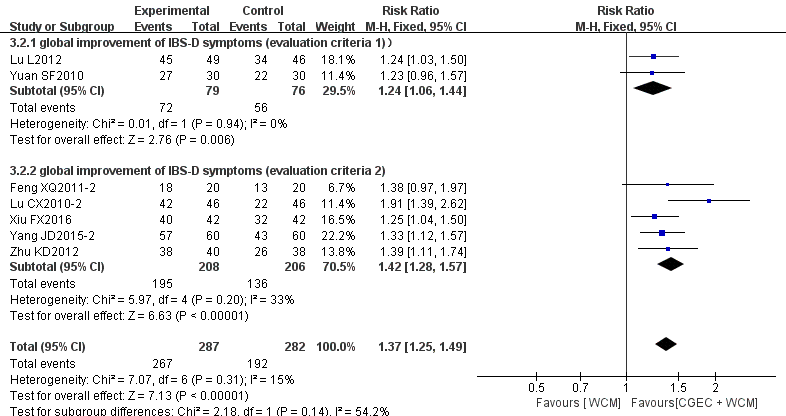 Experimental Control Risk Ratio Risk Ratio
Study or Subgroup Events Total Events Total Weight M-H, Fixed, 95% CI M-H, Fixed, 95% CI
3.2.1 global improvement of IBS-D symptoms (evaluation criteria 1)）
Lu L2012 45 49 34 46 18.1% 1.24 [1.03, 1.50]
Yuan SF2010 27 30 22 30 11.4% 1.23 [0.96, 1.57]
Subtotal (95% CI) 79 76 29.5% 1.24 [1.06, 1.44]
Total events 72 56
Heterogeneity: Chi² = 0.01, df = 1 (P = 0.94); I² = 0%
Test for overall effect: Z = 2.76 (P = 0.006)
3.2.2 global improvement of IBS-D symptoms (evaluation criteria 2)
Feng XQ2011-2 18 20 13 20 6.7% 1.38 [0.97, 1.97]
Lu CX2010-2 42 46 22 46 11.4% 1.91 [1.39, 2.62]
Xiu FX2016 40 42 32 42 16.5% 1.25 [1.04, 1.50]
Yang JD2015-2 57 60 43 60 22.2% 1.33 [1.12, 1.57]
Zhu KD2012 38 40 26 38 13.8% 1.39 [1.11, 1.74]
Subtotal (95% CI) 208 206 70.5% 1.42 [1.28, 1.57]
Total events 195 136
Heterogeneity: Chi² = 5.97, df = 4 (P = 0.20); I² = 33%
Test for overall effect: Z = 6.63 (P < 0.00001)
Total (95% CI) 287 282 100.0% 1.37 [1.25, 1.49]
Total events 267 192
Heterogeneity: Chi² = 7.07, df = 6 (P = 0.31); I² = 15%
Test for overall effect: Z = 7.13 (P < 0.00001)
Test for subgroup differences: Chi² = 2.18, df = 1 (P = 0.14), I² = 54.2%
0.5 0.7 1 1.5 2
Favours [WCM] Favours[CGEC + WCM]